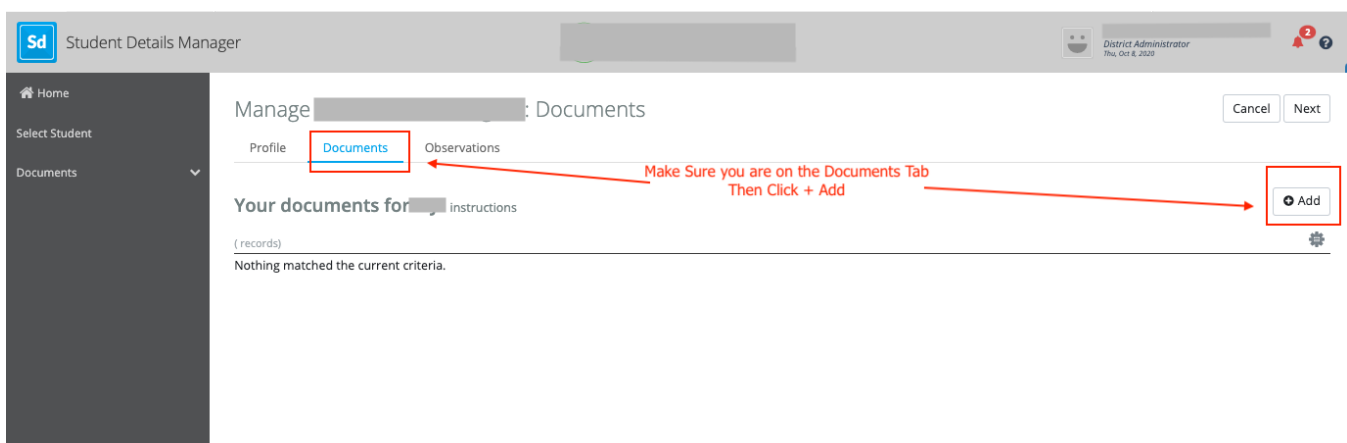 Sd Student Details Manager
District Administrator
Thu, Oct 8, 2020
2
Home
Select Student
Documents
Manage : Documents
Cancel Next
Profile Documents Observations
Make Sure you are on the Documents Tab
Then Click + Add
Your documents for instructions
Add
( records)
Nothing matched the current criteria.